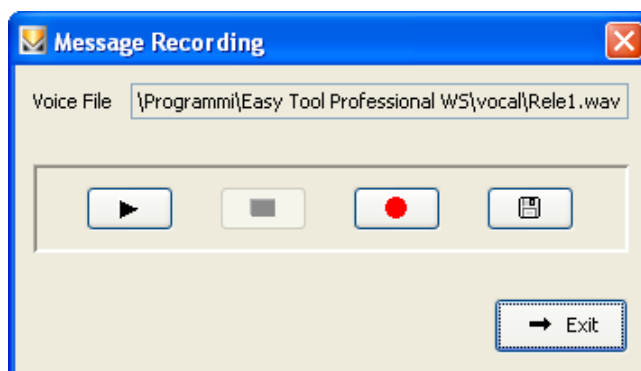 Message Recording
Voice File \Programmi\Easy Tool Professional WS\vocal\Rele1.wav
Exit